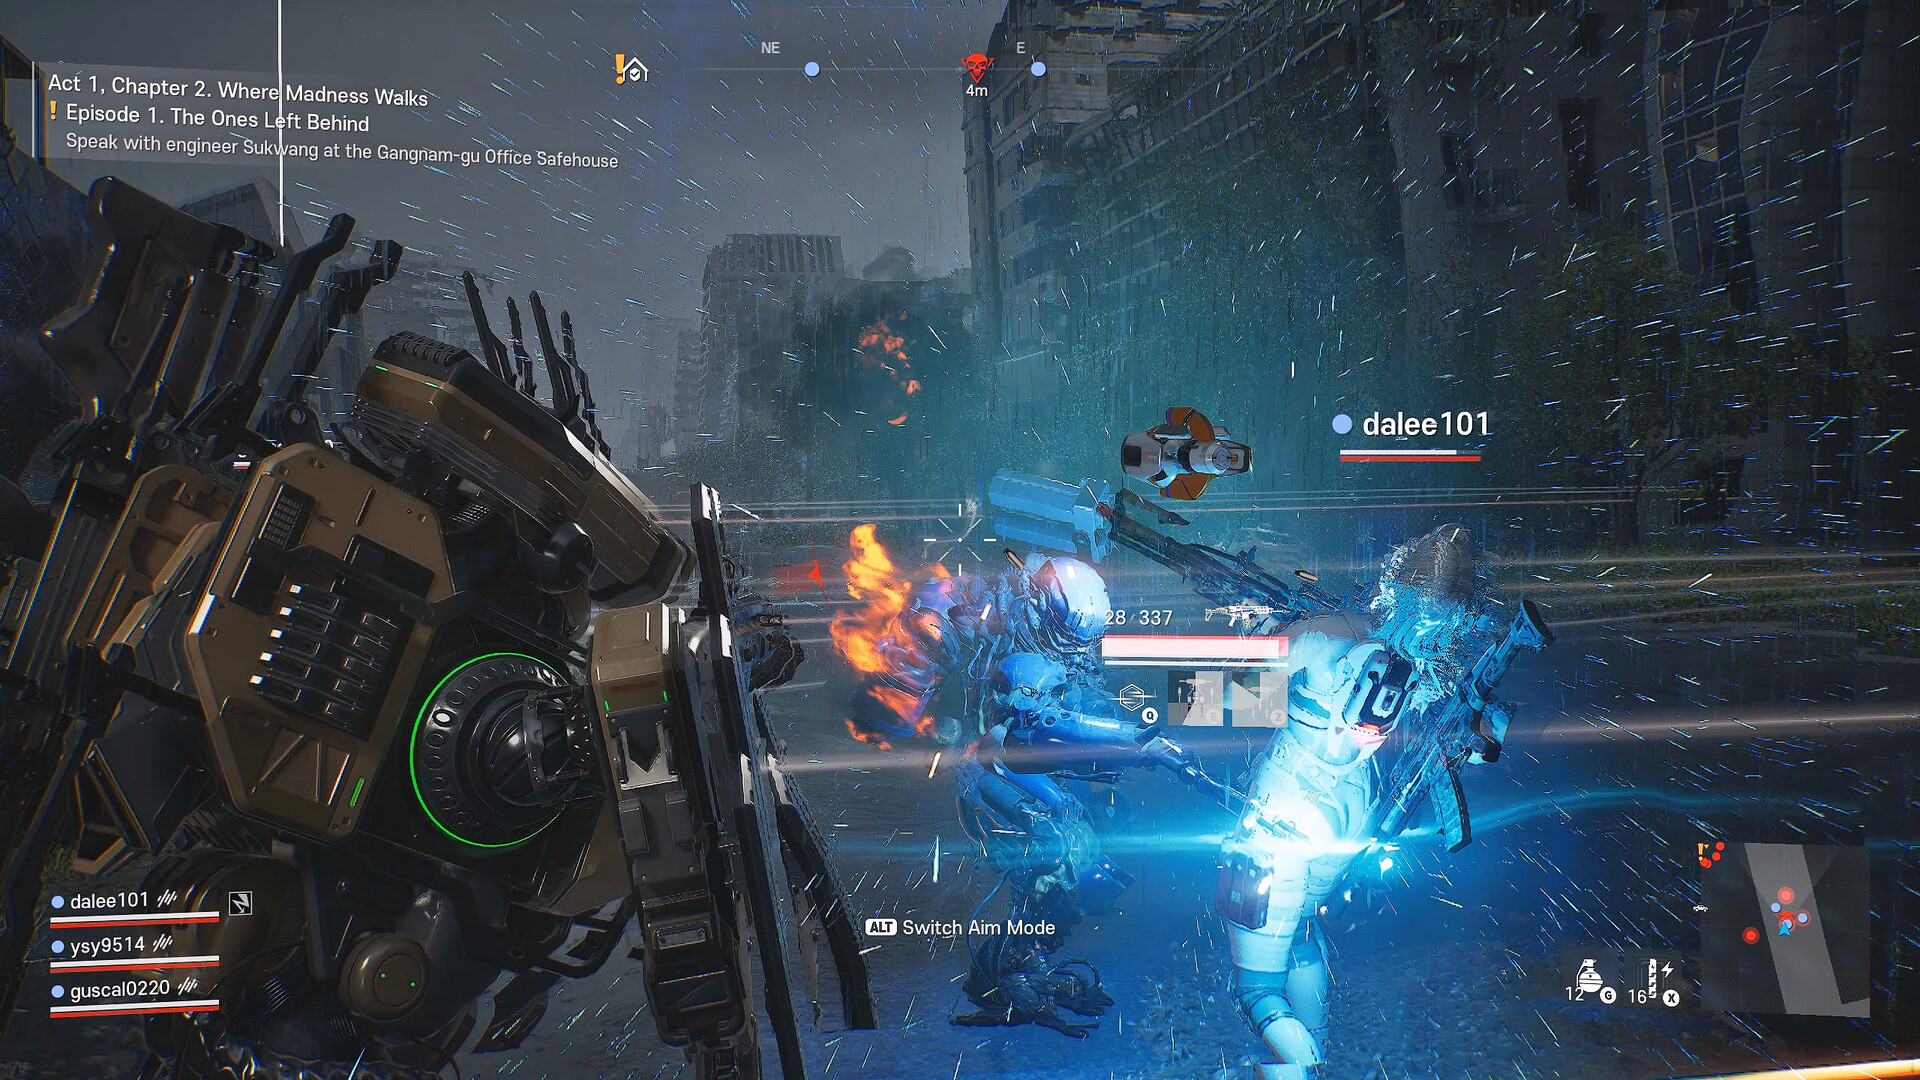 NE
E
4m
Act 1, Chapter 2. Where Madness Walks
! Episode 1. The Ones Left Behind
Speak with engineer Sukwang at the Gangnam-gu Office Safehouse
dalee101
28 / 337
Q
E
Z
dalee101
ysy9514
guscal0220
ALT Switch Aim Mode
12 G
16 X